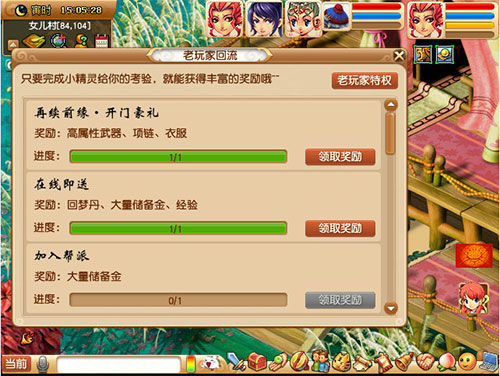 寅时 15:05:28
女儿村[84,104]
老玩家回流
只要完成小精灵给你的考验，就能获得丰富的奖励哦~
老玩家特权
再续前缘·开门豪礼
奖励：高属性武器、项链、衣服
进度：1/1 领取奖励
在线即送
奖励：回梦丹、大量储备金、经验
进度：1/1 领取奖励
加入帮派
奖励：大量储备金
进度：0/1 领取奖励
当前